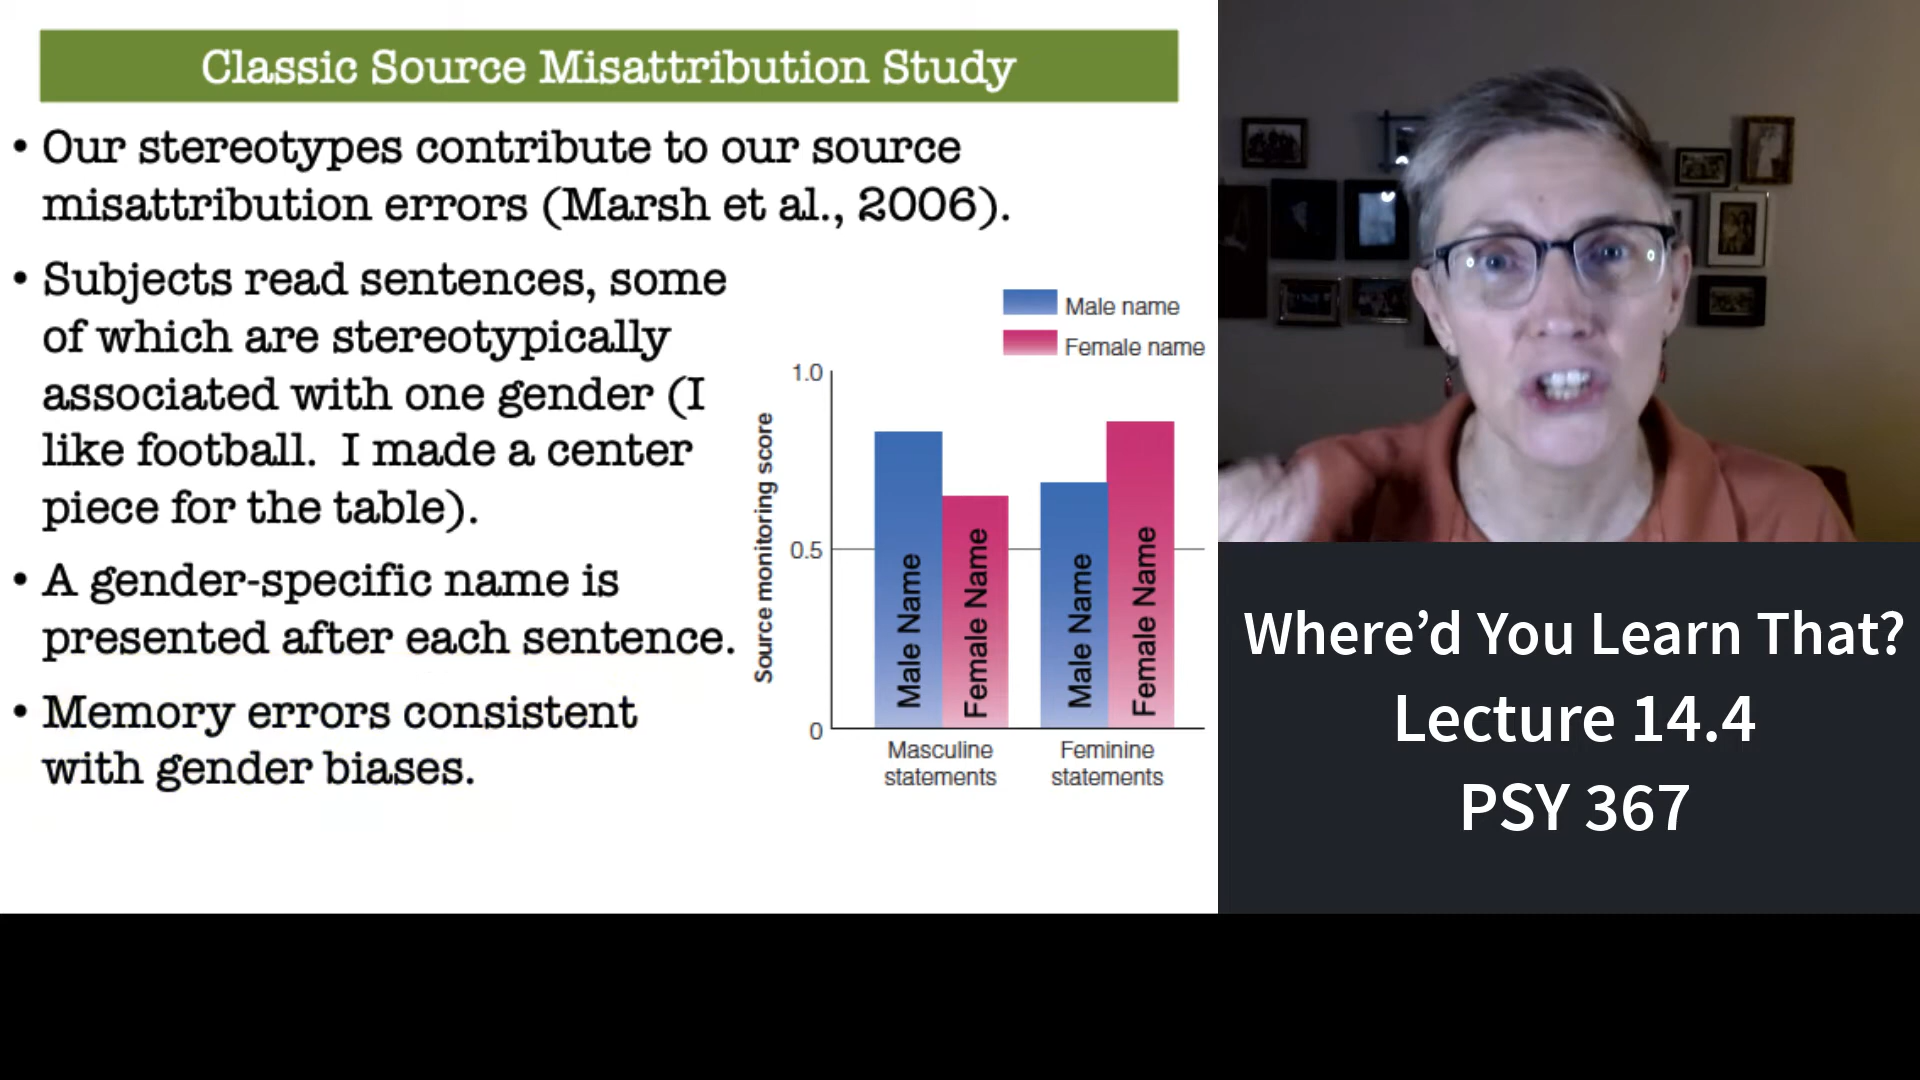 Classic Source Misattribution Study
• Our stereotypes contribute to our source
misattribution errors (Marsh et al., 2006).
• Subjects read sentences, some
of which are stereotypically
associated with one gender (I
like football. I made a center
piece for the table).
• A gender-specific name is
presented after each sentence.
• Memory errors consistent
with gender biases.
Male name
Female name
Source monitoring score
1.0
0.5
0
Male Name
Female Name
Male Name
Female Name
Masculine
statements
Feminine
statements
Where’d You Learn That?
Lecture 14.4
PSY 367